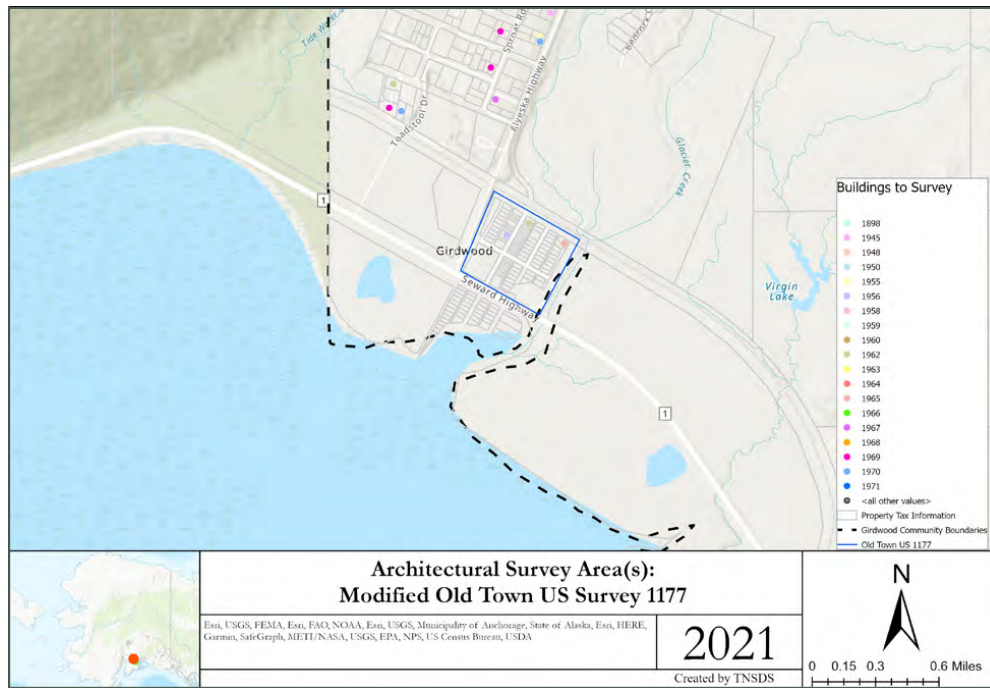 Tide Water
Sproat Rd
Bedrock
Alyeska Highway
Toadstool Dr
Glacier Creek
1
Girdwood
Seward Highway
Virgin
Lake
1
Buildings to Survey
1898
1945
1948
1950
1955
1956
1958
1959
1960
1962
1963
1964
1965
1966
1967
1968
1969
1970
1971
<all other values>
Property Tax Information
Girdwood Community Boundaries
Old Town US 1177
Architectural Survey Area(s):
Modified Old Town US Survey 1177
Esri, USGS, FEMA, Esri, FAO, NOAA, Esri, USGS, Municipality of Anchorage, State of Alaska, Esri, HERE,
Garmin, SafeGraph, METI/NASA, USGS, EPA, NPS, US Census Bureau, USDA
2021
Created by TNSDS
N
0 0.15 0.3 0.6 Miles